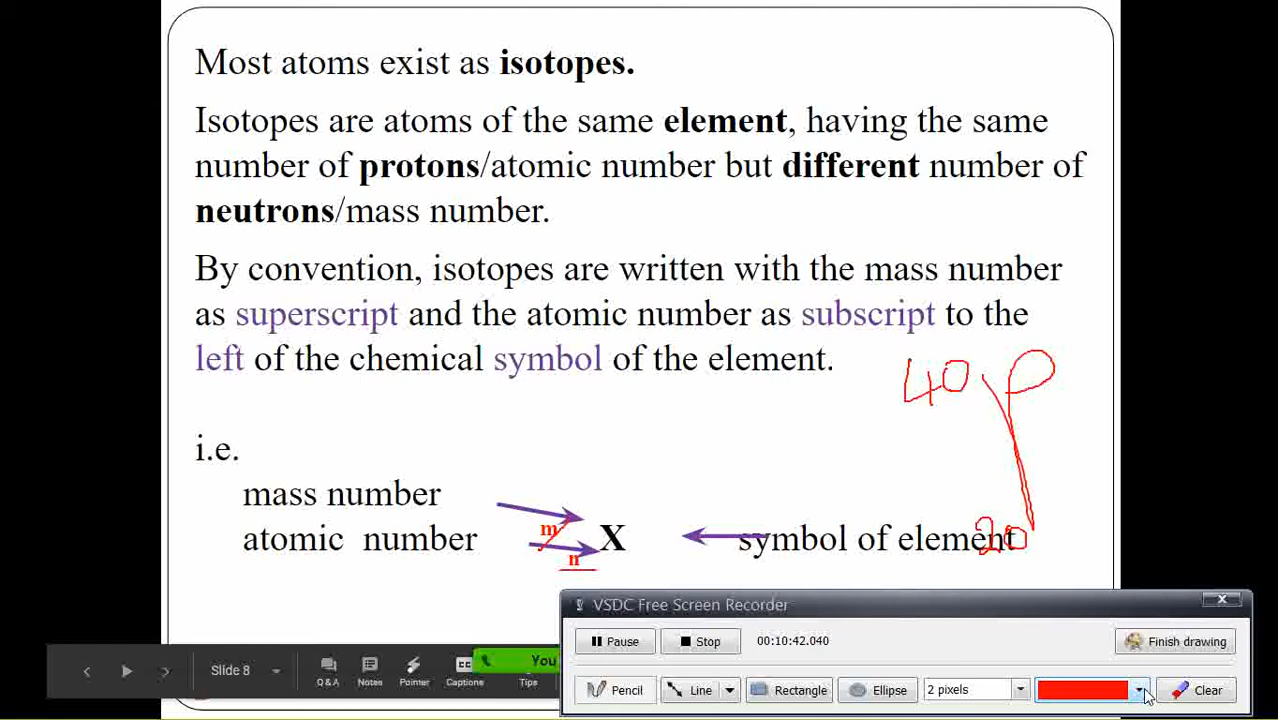 Most atoms exist as isotopes.
Isotopes are atoms of the same element, having the same
number of protons/atomic number but different number of
neutrons/mass number.
By convention, isotopes are written with the mass number
as superscript and the atomic number as subscript to the
left of the chemical symbol of the element.
40
i.e.
mass number
atomic number m n X symbol of element
20
VSDC Free Screen Recorder
Pause Stop 00:10:42.040 Finish drawing
Slide 8 Q & A Notes Pointer Captions Tips You
Pencil Line Rectangle Ellipse 2 pixels Clear